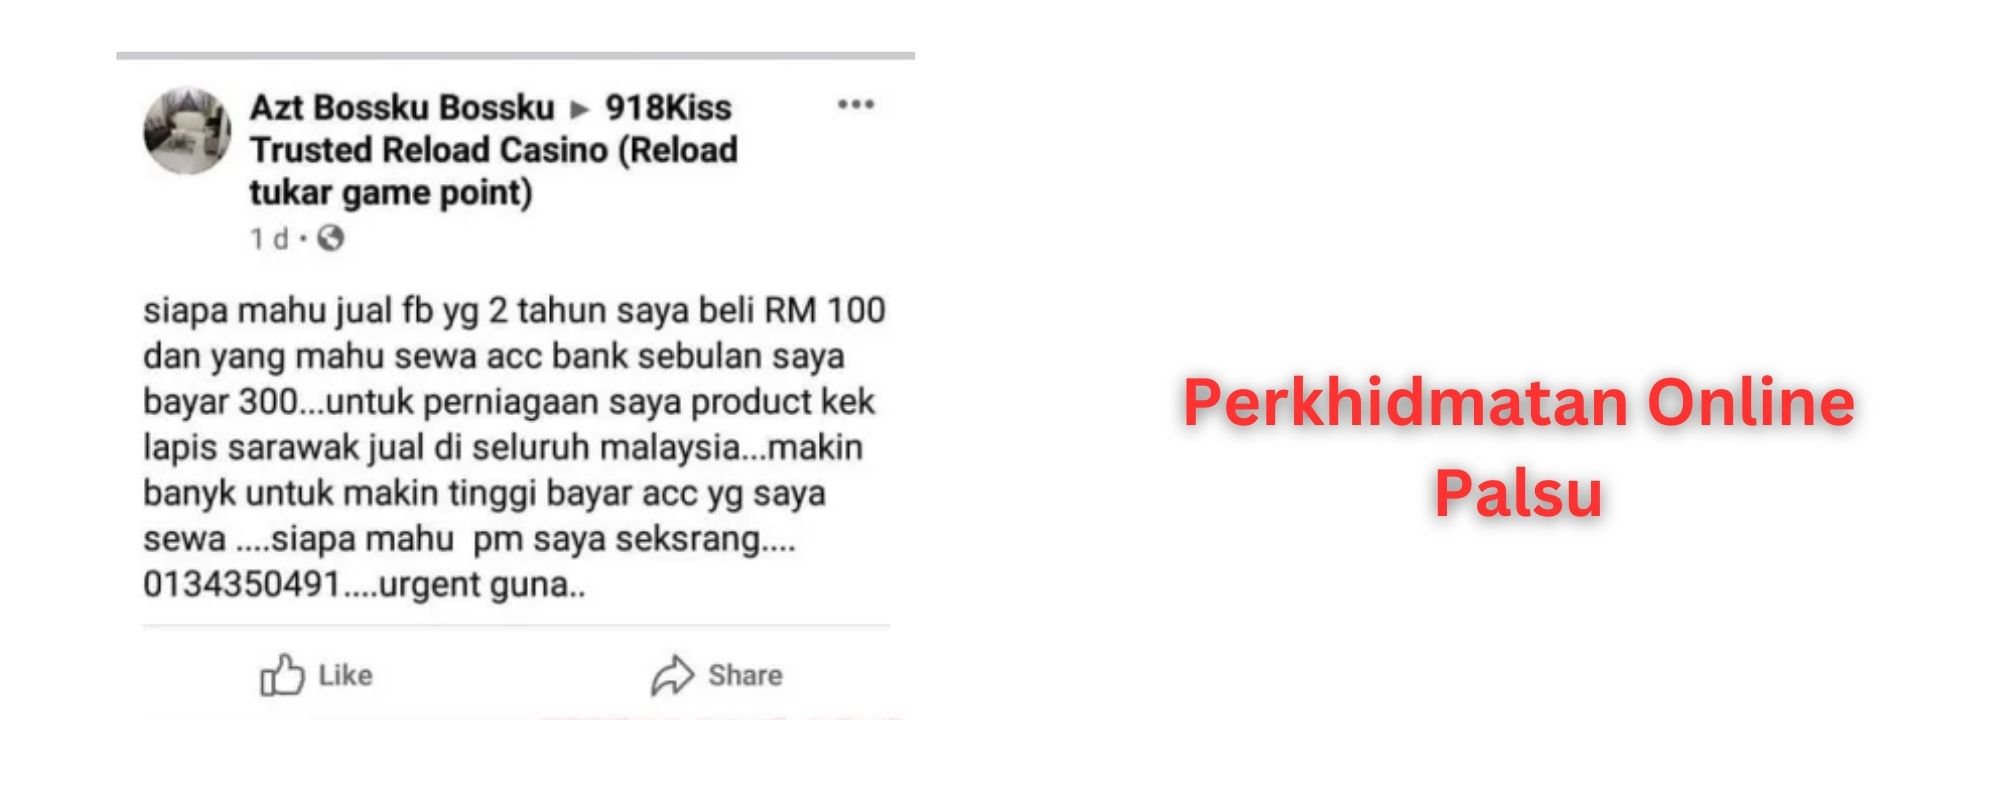 Azt Bossku Bossku ▸ 918Kiss
Trusted Reload Casino (Reload
tukar game point)
1 d ·
siapa mahu jual fb yg 2 tahun saya beli RM 100
dan yang mahu sewa acc bank sebulan saya
bayar 300...untuk perniagaan saya product kek
lapis sarawak jual di seluruh malaysia...makin
banyk untuk makin tinggi bayar acc yg saya
sewa ....siapa mahu  pm saya seksrang....
0134350491....urgent guna..
Like
Share
Perkhidmatan Online
Palsu